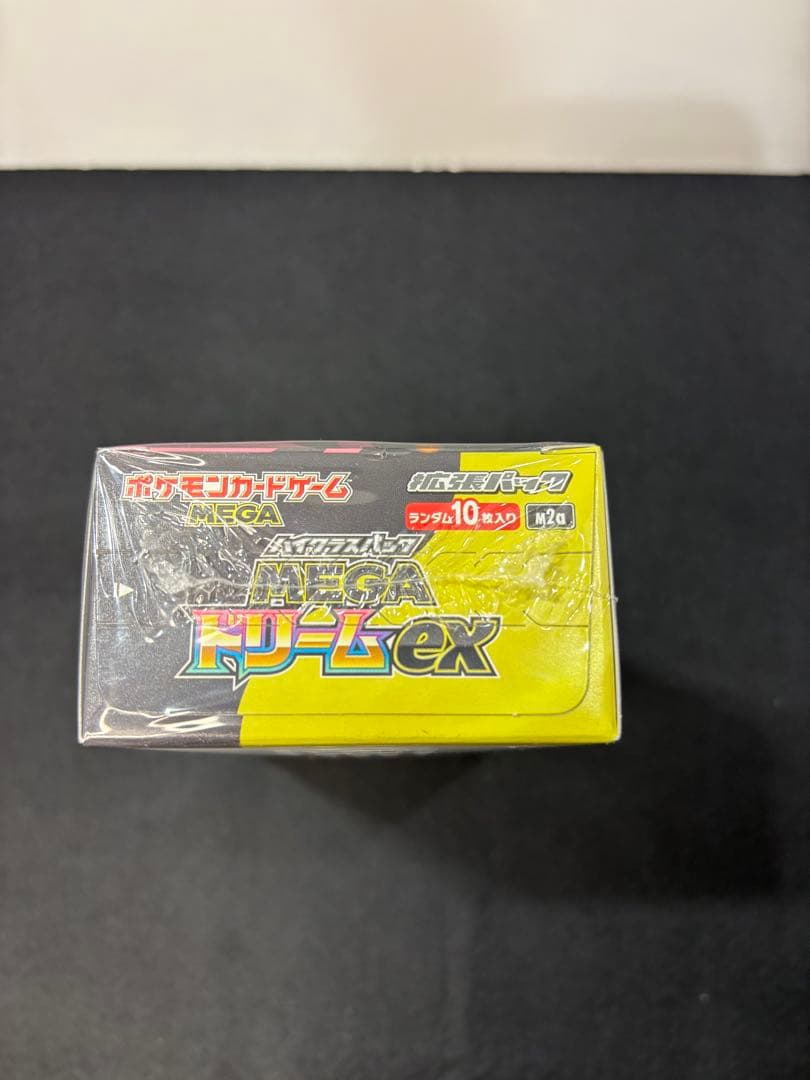 ポケモンカードゲーム
MEGA
拡張パック
ランダム10枚入り M2a
ハイクラスパック
MEGA
ドリームex